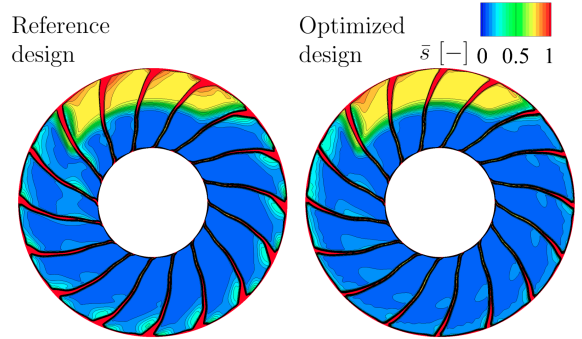 Reference
design
Optimized
design
s̄ [−]
0 0.5 1